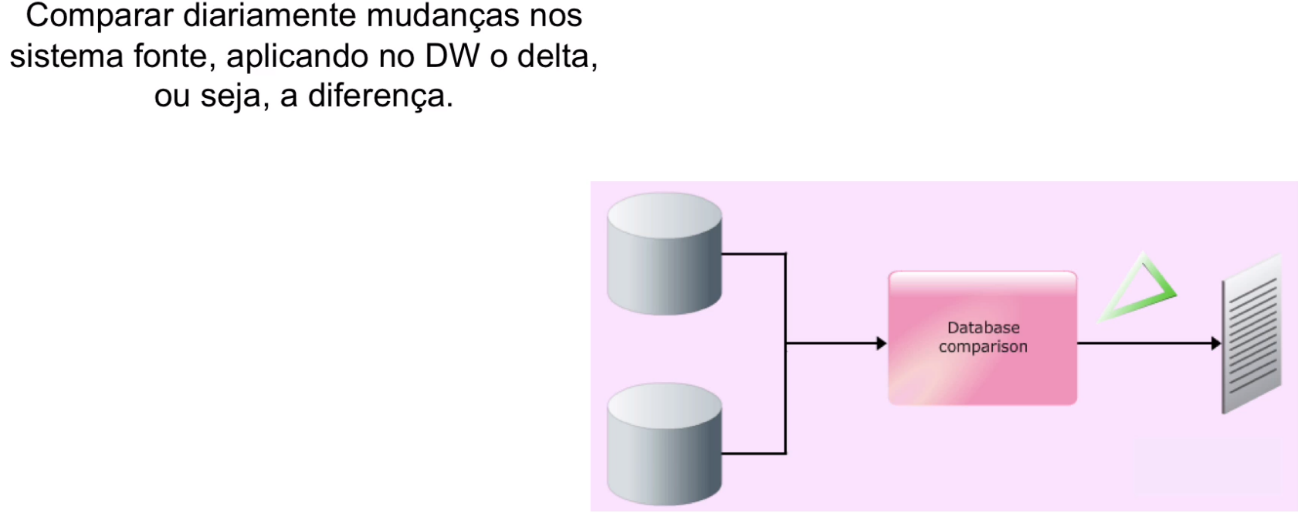 Comparar diariamente mudanças nos
sistema fonte, aplicando no DW o delta,
ou seja, a diferença.
Database
comparison